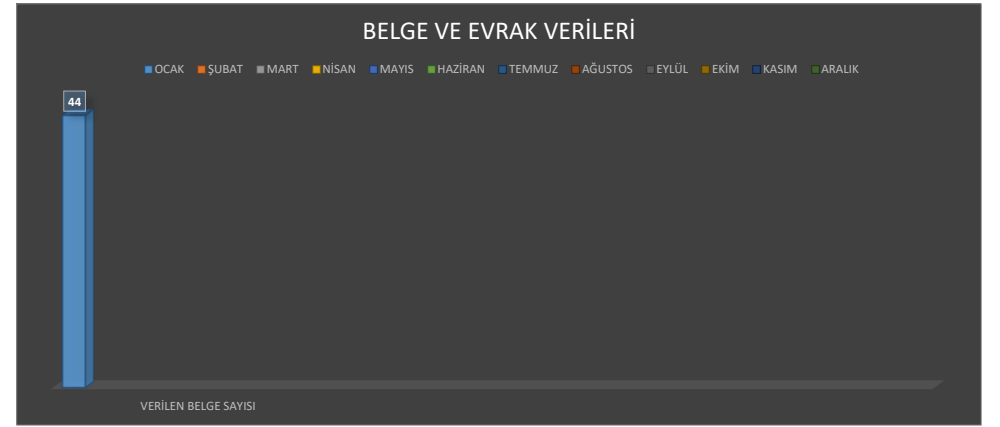 BELGE VE EVRAK VERİLERİ
OCAK ŞUBAT MART NİSAN MAYIS HAZİRAN TEMMUZ AĞUSTOS EYLÜL EKİM KASIM ARALIK
44
VERİLEN BELGE SAYISI